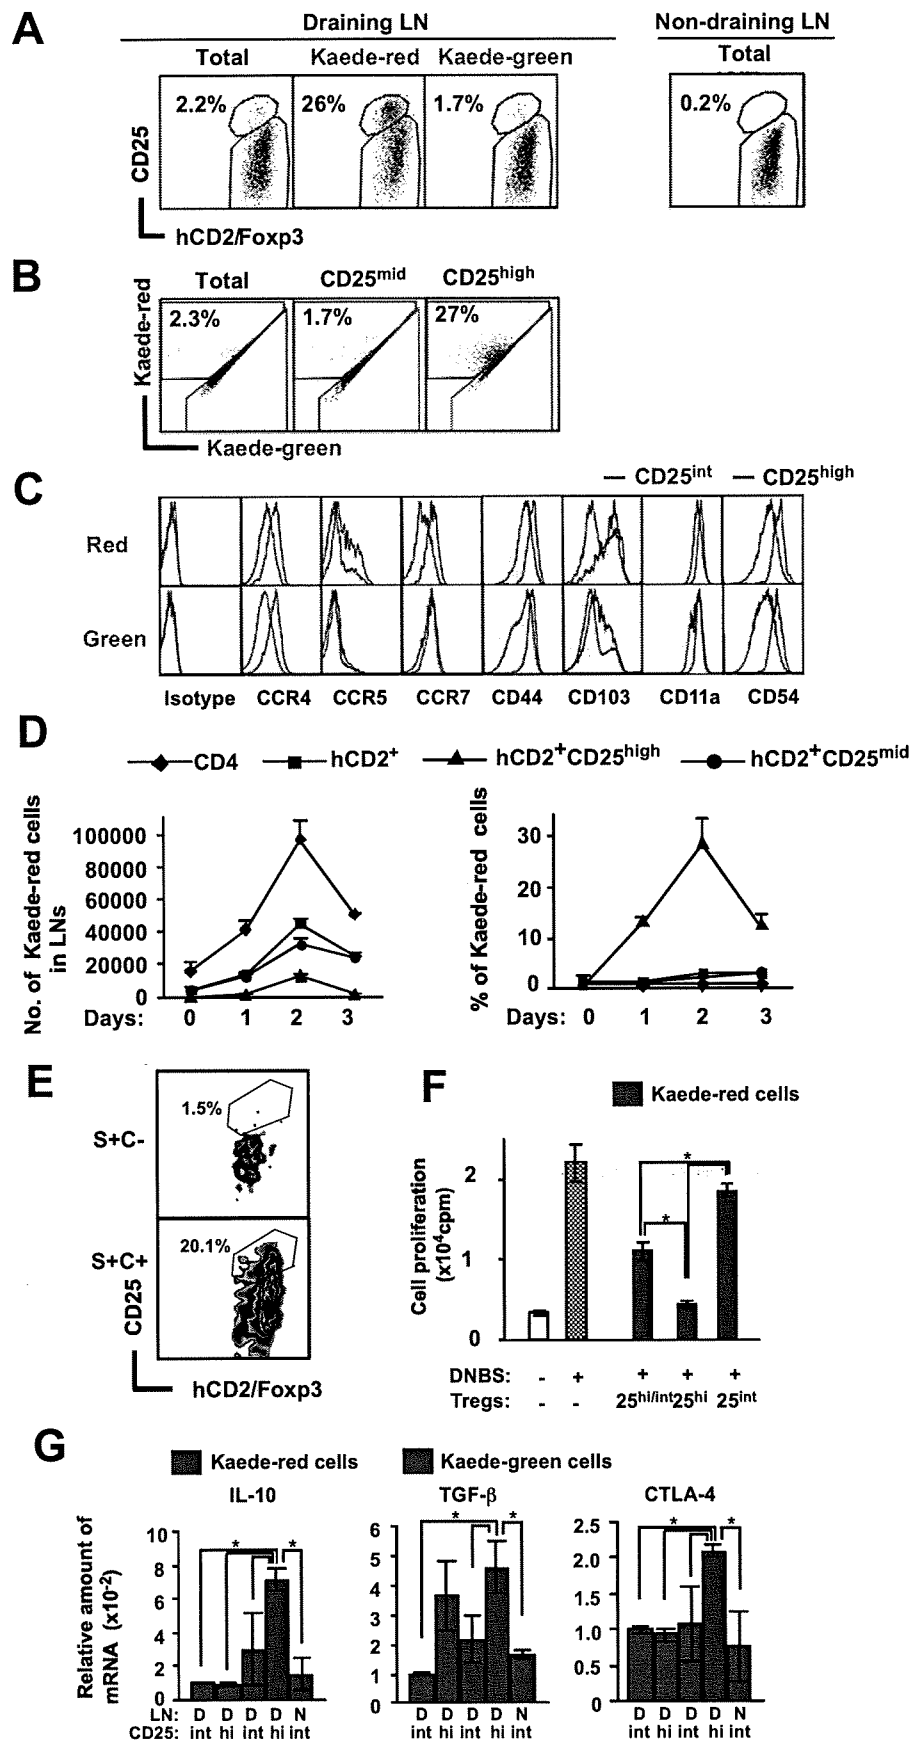 A
Draining LN
Non-draining LN
Total Kaede-red Kaede-green
Total
2.2% 26% 1.7% 0.2%
CD25
hCD2/Foxp3
B
Total CD25mid CD25high
2.3% 1.7% 27%
Kaede-red
Kaede-green
C
CD25int CD25high
Red
Green
Isotype CCR4 CCR5 CCR7 CD44 CD103 CD11a CD54
D
CD4 hCD2+ hCD2+CD25high hCD2+CD25mid
No. of Kaede-red cells
in LNs
100000
80000
60000
40000
20000
0
Days: 0 1 2 3
% of Kaede-red cells
30
20
10
0
Days: 0 1 2 3
E
S+C-
1.5%
S+C+
20.1%
CD25
hCD2/Foxp3
F
Kaede-red cells
Cell proliferation
(x10⁴cpm)
2
1
0
* * *
DNBS: - + + + +
Tregs: - - 25hi/int 25hi 25int
G
Kaede-red cells Kaede-green cells
IL-10 TGF-β CTLA-4
Relative amount of
mRNA (x10-2)
10
8
6
4
2
0
* *
6
5
4
3
2
1
0
* *
2.5
2.0
1.5
1.0
0.5
0
* *
LN: D D D D N D D D D N D D D D N
CD25: int hi int hi int int hi int hi int int hi int hi int